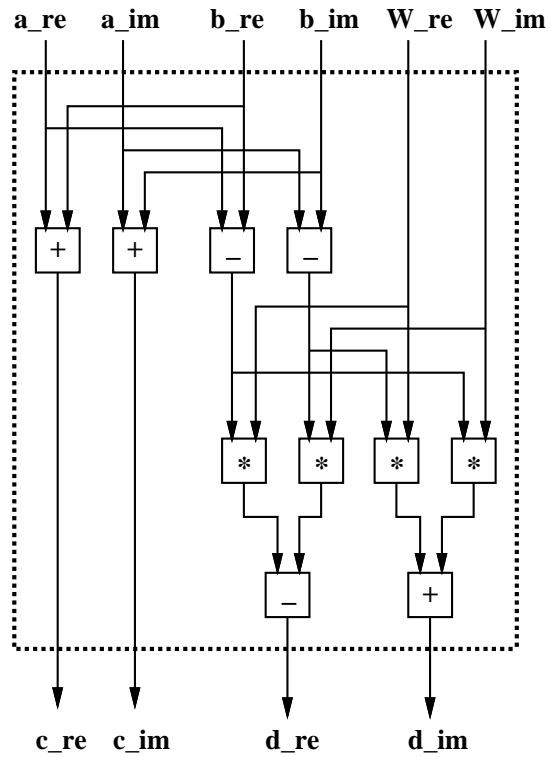 a_re a_im b_re b_im W_re W_im
+ + − −
* * * *
− +
c_re c_im d_re d_im